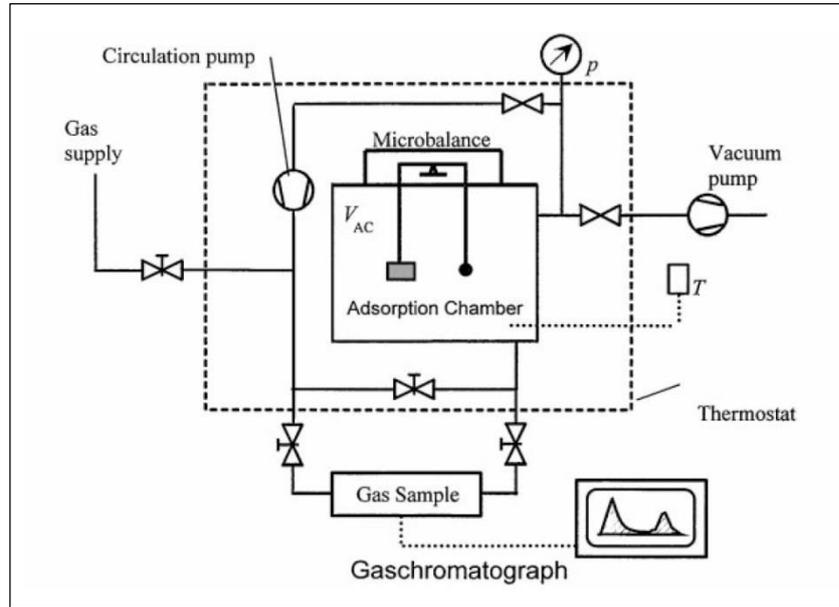 Circulation pump
p
Gas
supply
Microbalance
Vacuum
pump
V_AC
T
Adsorption Chamber
Thermostat
Gas Sample
Gaschromatograph